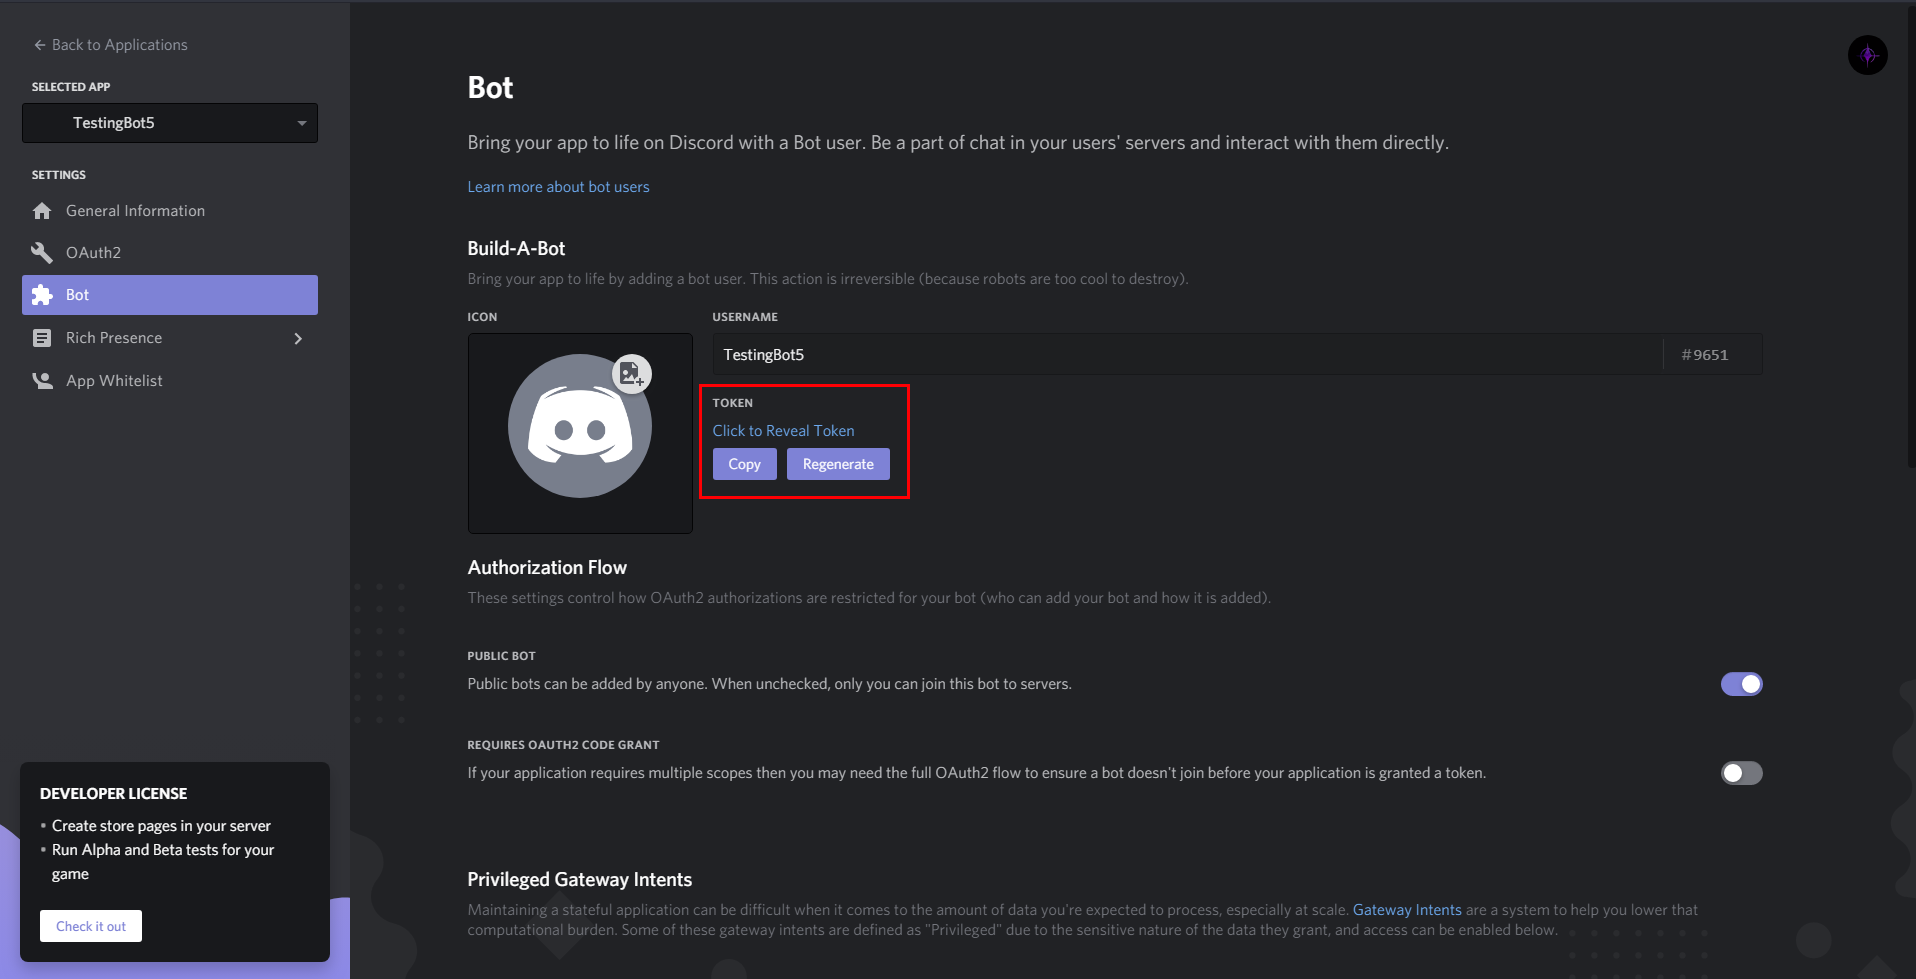 Back to Applications
SELECTED APP
TestingBot5
SETTINGS
General Information
OAuth2
Bot
Rich Presence
App Whitelist
DEVELOPER LICENSE
• Create store pages in your server
• Run Alpha and Beta tests for your
game
Check it out
Bot
Bring your app to life on Discord with a Bot user. Be a part of chat in your users' servers and interact with them directly.
Learn more about bot users
Build-A-Bot
Bring your app to life by adding a bot user. This action is irreversible (because robots are too cool to destroy).
ICON
USERNAME
TestingBot5 #9651
TOKEN
Click to Reveal Token
Copy Regenerate
Authorization Flow
These settings control how OAuth2 authorizations are restricted for your bot (who can add your bot and how it is added).
PUBLIC BOT
Public bots can be added by anyone. When unchecked, only you can join this bot to servers.
REQUIRES OAUTH2 CODE GRANT
If your application requires multiple scopes then you may need the full OAuth2 flow to ensure a bot doesn't join before your application is granted a token.
Privileged Gateway Intents
Maintaining a stateful application can be difficult when it comes to the amount of data you're expected to process, especially at scale. Gateway Intents are a system to help you lower that
computational burden. Some of these gateway intents are defined as "Privileged" due to the sensitive nature of the data they grant, and access can be enabled below.